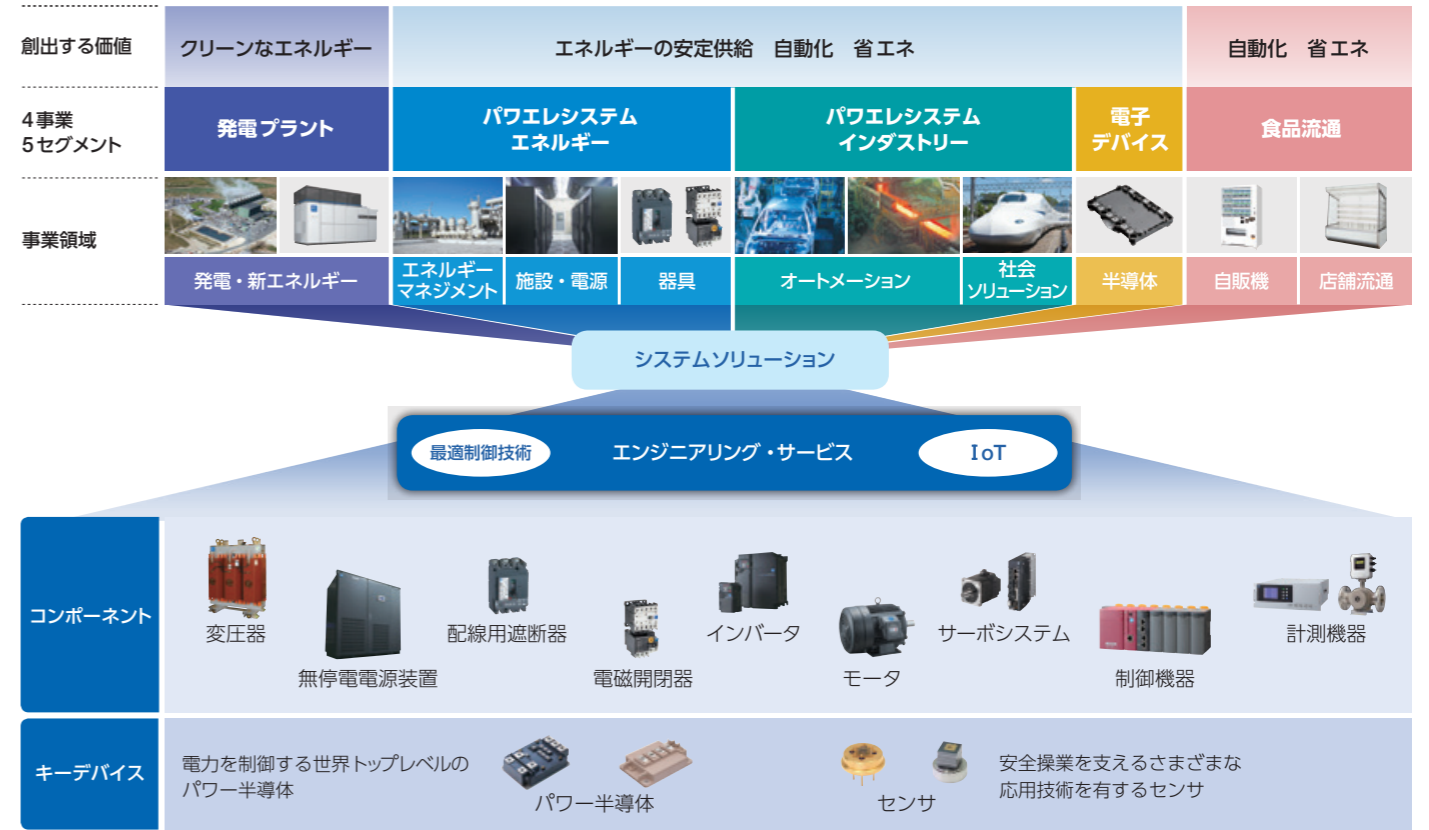 創出する価値
クリーンなエネルギー
エネルギーの安定供給 自動化 省エネ
自動化 省エネ
4事業
5セグメント
発電プラント
パワエレシステム
エネルギー
パワエレシステム
インダストリー
電子
デバイス
食品流通
事業領域
発電・新エネルギー
エネルギー
マネジメント
施設・電源
器具
オートメーション
社会
ソリューション
半導体
自販機
店舗流通
システムソリューション
最適制御技術
エンジニアリング・サービス
IoT
コンポーネント
変圧器
無停電電源装置
配線用遮断器
電磁開閉器
インバータ
モータ
サーボシステム
制御機器
計測機器
キーデバイス
電力を制御する世界トップレベルの
パワー半導体
パワー半導体
センサ
安全操業を支えるさまざまな
応用技術を有するセンサ